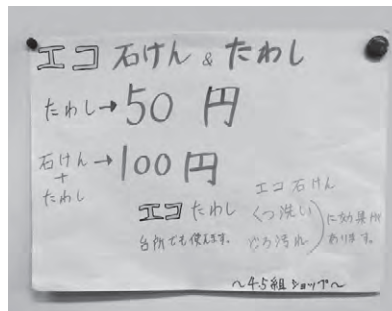 エコ 石けん & たわし
たわし→50 円
石けん
+
たわし
→100円
エコ たわし
台所でも使えます。
エコ石けん
くつ洗い
どろ汚れ
に効果が
あります。
～4.5組ショップ～